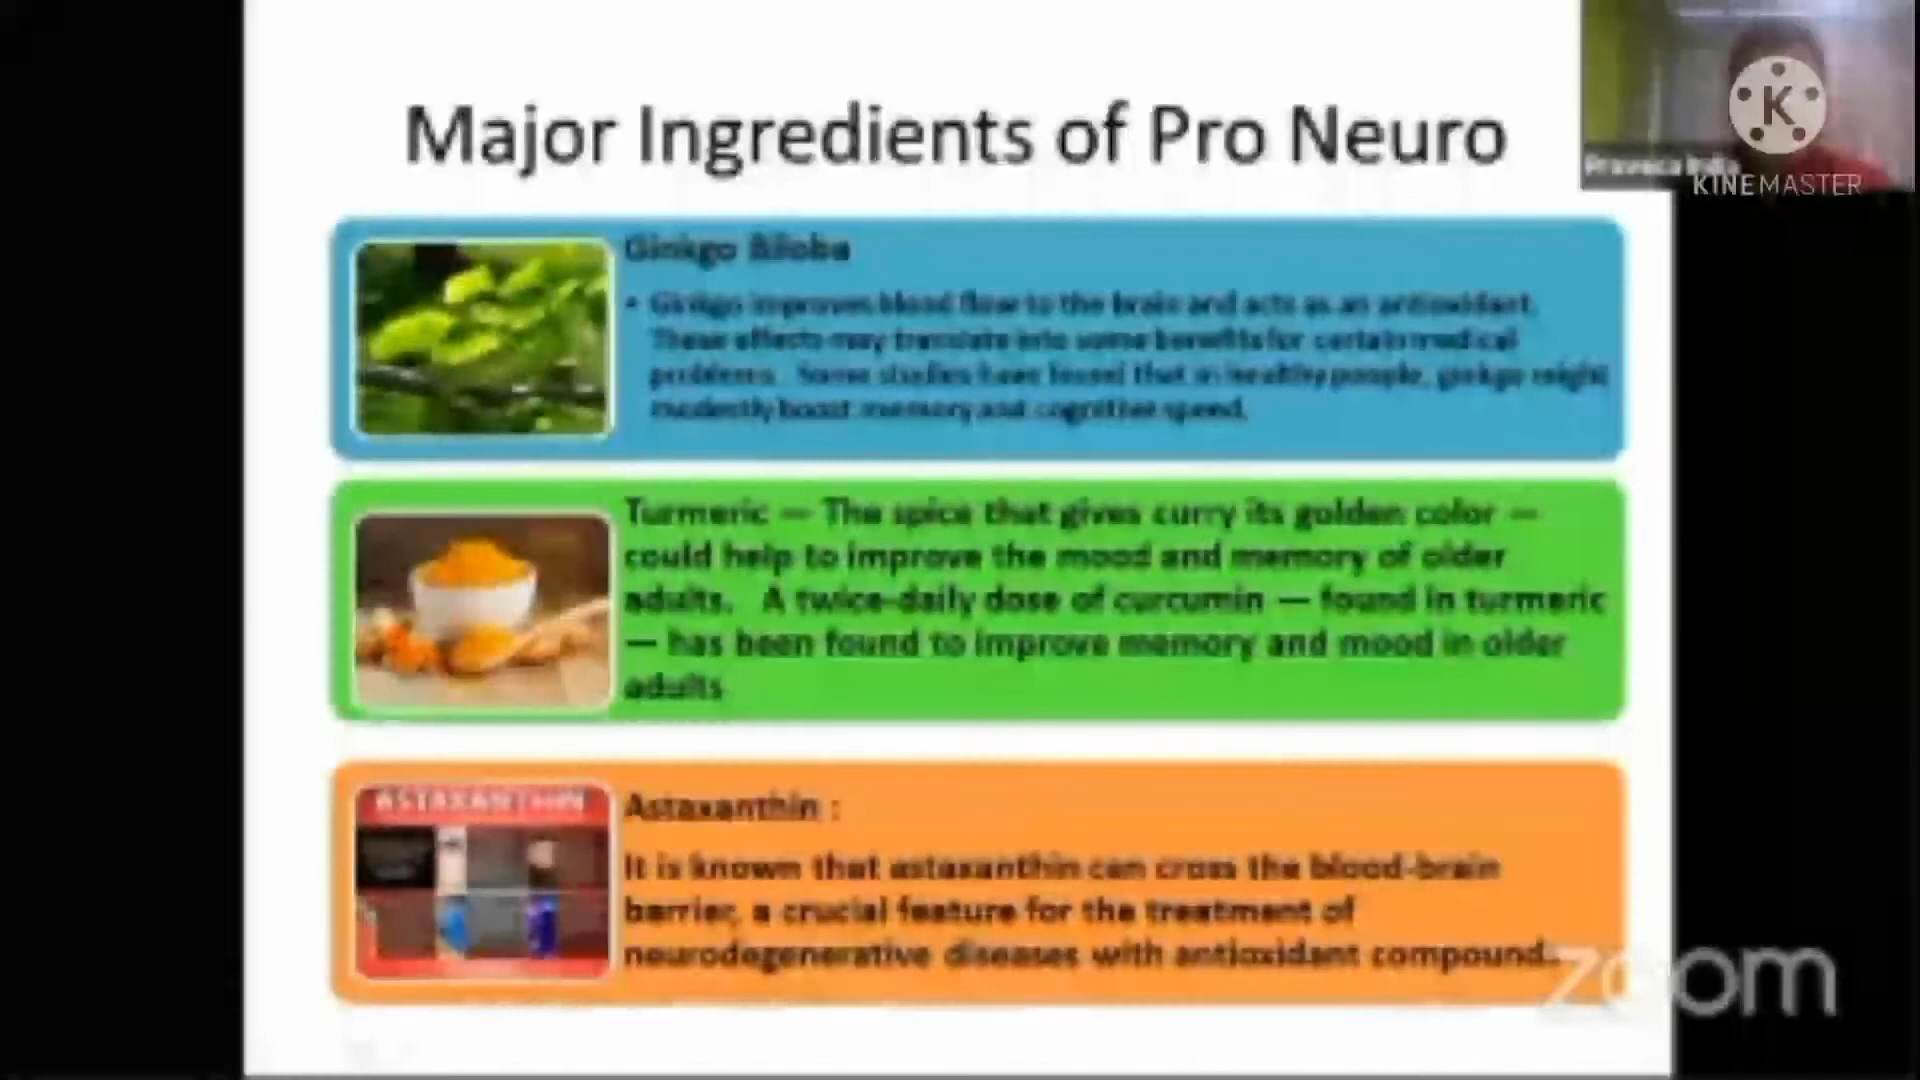 Major Ingredients of Pro Neuro
K
KINEMASTER
Ginkgo Biloba
• Ginkgo improves blood flow to the brain and acts as an antioxidant.
These effects may translate into some benefits for certain medical
problems. Some studies have found that in healthy people, ginkgo might
modestly boost memory and cognitive speed.
Turmeric — The spice that gives curry its golden color —
could help to improve the mood and memory of older
adults. A twice-daily dose of curcumin — found in turmeric
— has been found to improve memory and mood in older
adults
ASTAXANTHIN
Astaxanthin :
It is known that astaxanthin can cross the blood-brain
barrier, a crucial feature for the treatment of
neurodegenerative diseases with antioxidant compound.
zoom